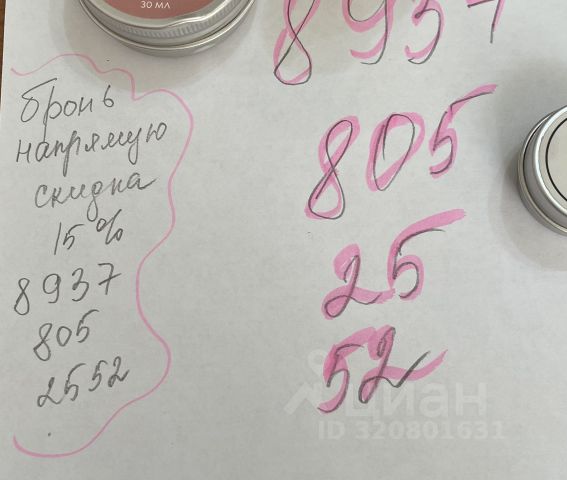 30 МЛ
8937
805
25
52
бронь
напрямую
скидка
15%
8937
805
2552
циан
ID 320801631